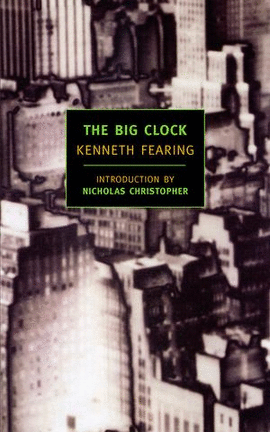 THE BIG CLOCK
KENNETH FEARING
INTRODUCTION BY
NICHOLAS CHRISTOPHER